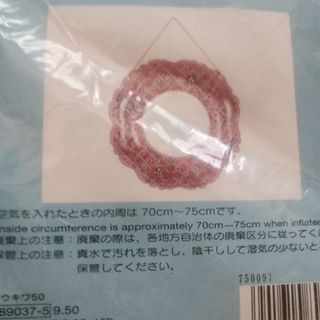 空気を入れたときの内周は 70cm～75cmです。
inside circumference is approximately 70cm—75cm when inflated
廃棄上の注意：廃棄の際は、各地方自治体の廃棄区分に従ってく
保管上の注意：真水で汚れを落とし、陰干しして湿気の少ないと
保管してください。
750097
ウキワ50
89037-5 9.50